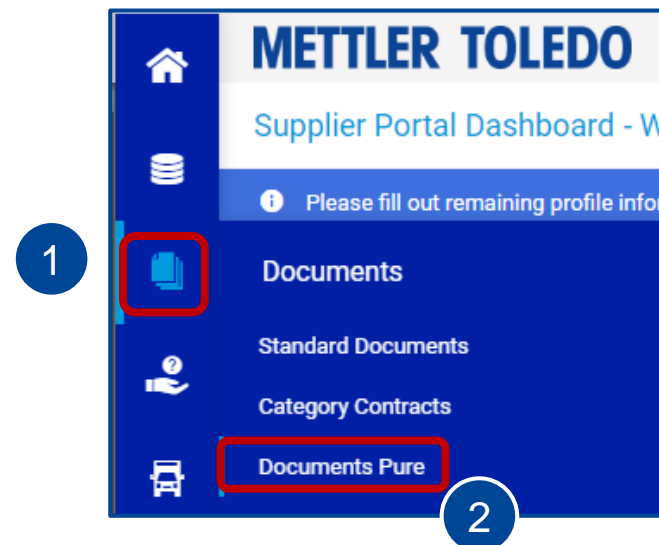 METTLER TOLEDO
Supplier Portal Dashboard - W
Please fill out remaining profile infor
1
Documents
Standard Documents
Category Contracts
Documents Pure
2